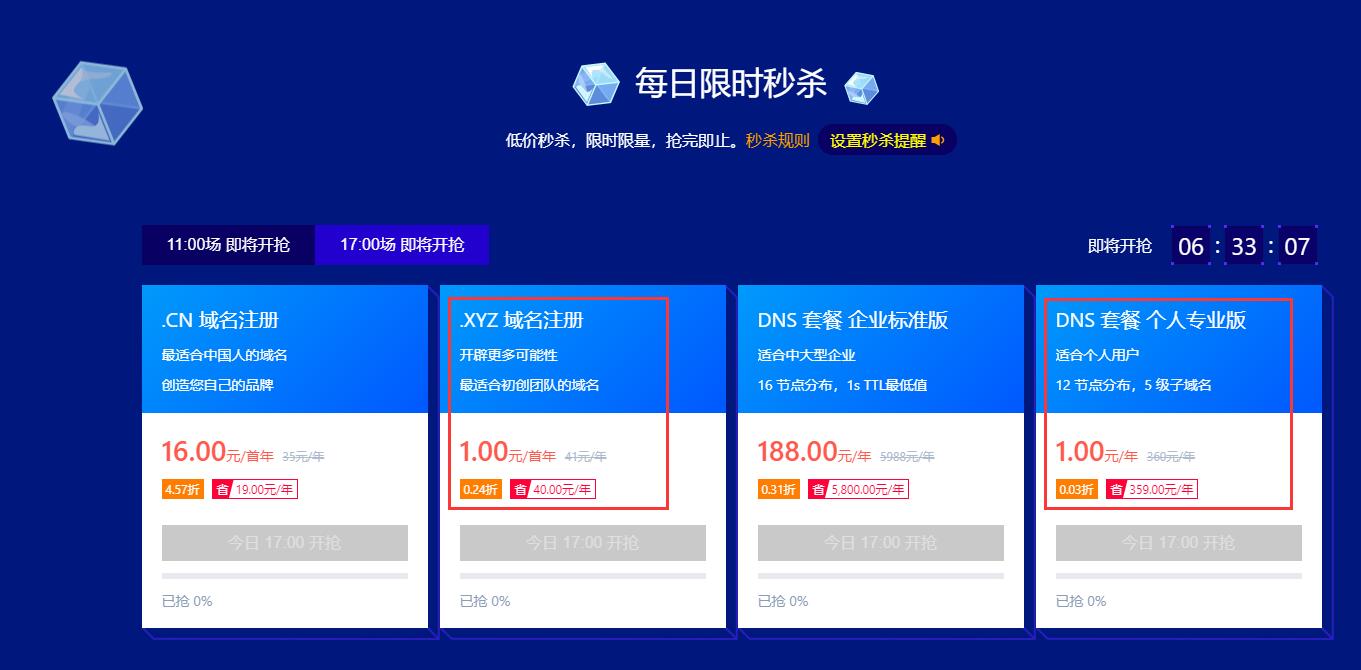 每日限时秒杀
低价秒杀，限时限量，抢完即止。秒杀规则 设置秒杀提醒
11:00场 即将开抢 17:00场 即将开抢 即将开抢 06 : 33 : 07
.CN 域名注册
最适合中国人的域名
创造您自己的品牌
16.00元/首年 35元/年
4.57折 省 19.00元/年
今日 17:00 开抢
已抢 0%
.XYZ 域名注册
开辟更多可能性
最适合初创团队的域名
1.00元/首年 41元/年
0.24折 省 40.00元/年
今日 17:00 开抢
已抢 0%
DNS 套餐 企业标准版
适合中大型企业
16 节点分布，1s TTL最低值
188.00元/年 5988元/年
0.31折 省 5,800.00元/年
今日 17:00 开抢
已抢 0%
DNS 套餐 个人专业版
适合个人用户
12 节点分布，5 级子域名
1.00元/年 360元/年
0.03折 省 359.00元/年
今日 17:00 开抢
已抢 0%